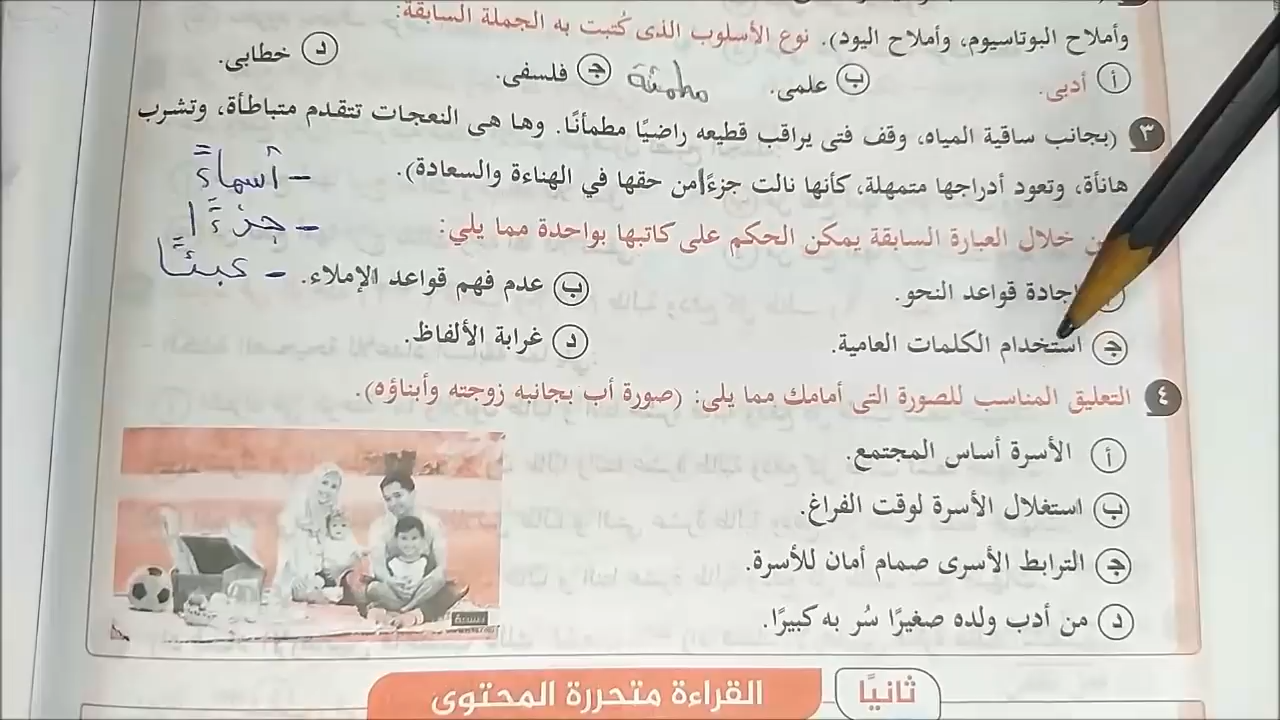 وأملاح البوتاسيوم، وأملاح اليود). نوع الأسلوب الذى كُتبت به الجملة السابقة:
أ أدبى. ب علمى. ج فلسفى. د خطابى.
مطمئنة
٣ (بجانب ساقية المياه، وقف فتى يراقب قطيعه راضيًا مطمأنًا. وها هى النعجات تتقدم متباطأة، وتشرب
هانأة، وتعود أدراجها متمهلة، كأنها نالت جزءًا من حقها في الهناءة والسعادة).
- أسماءً
- جزءًا
- عبئًا
من خلال العبارة السابقة يمكن الحكم على كاتبها بواحدة مما يلي:
أ إجادة قواعد النحو. ب عدم فهم قواعد الإملاء.
ج استخدام الكلمات العامية. د غرابة الألفاظ.
٤ التعليق المناسب للصورة التى أمامك مما يلى: (صورة أب بجانبه زوجته وأبناؤه).
أ الأسرة أساس المجتمع.
ب استغلال الأسرة لوقت الفراغ.
ج الترابط الأسرى صمام أمان للأسرة.
د من أدب ولده صغيرًا سُر به كبيرًا.
ثانيًا القراءة متحررة المحتوى